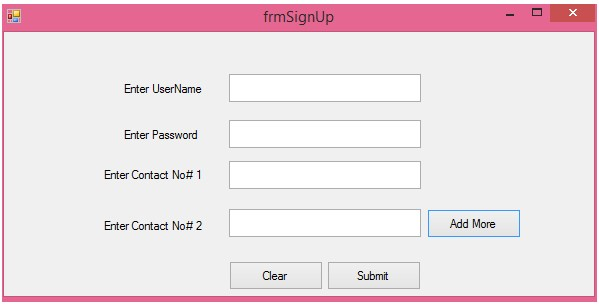 frmSignUp
Enter UserName
Enter Password
Enter Contact No# 1
Enter Contact No# 2
Add More
Clear
Submit